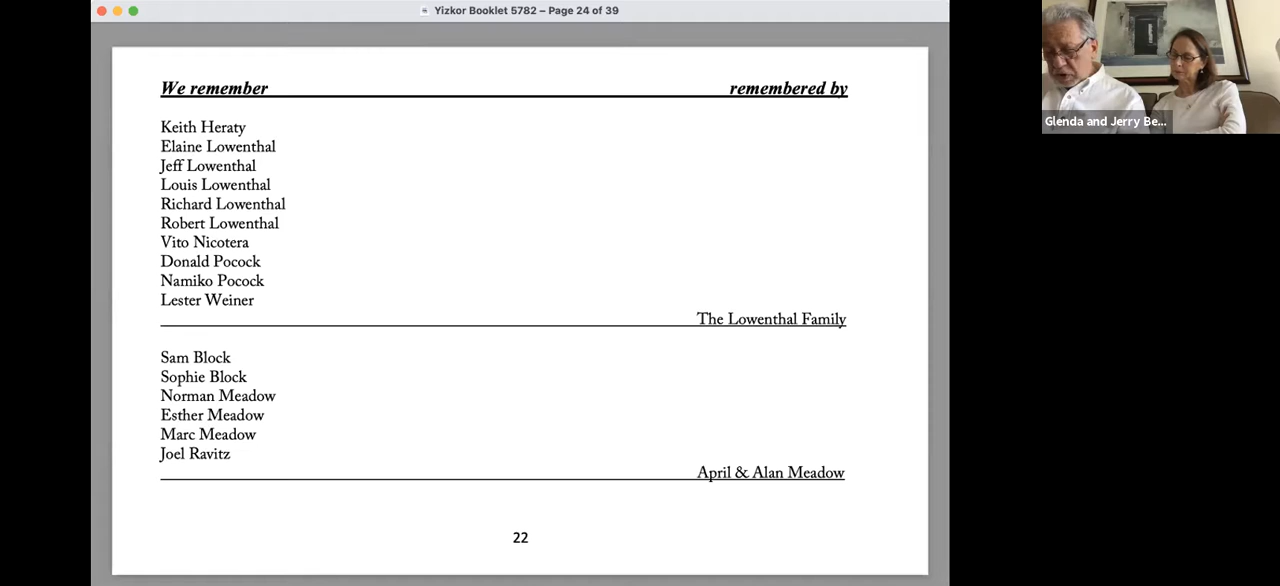 Yizkor Booklet 5782 – Page 24 of 39
We remember remembered by
Keith Heraty
Elaine Lowenthal
Jeff Lowenthal
Louis Lowenthal
Richard Lowenthal
Robert Lowenthal
Vito Nicotera
Donald Pocock
Namiko Pocock
Lester Weiner
The Lowenthal Family
Sam Block
Sophie Block
Norman Meadow
Esther Meadow
Marc Meadow
Joel Ravitz
April & Alan Meadow
22
Glenda and Jerry Be...